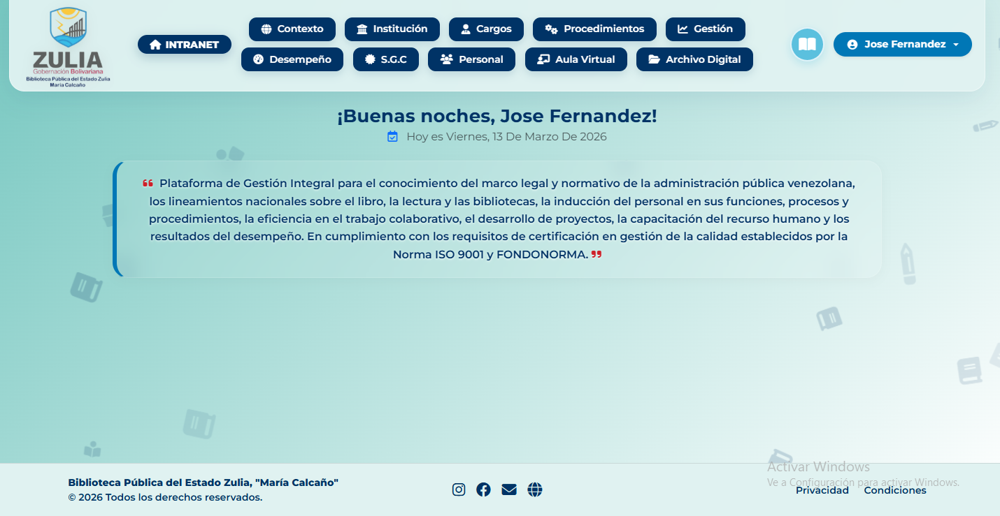 ZULIA
Gobernación Bolivariana
Biblioteca Pública del Estado Zulia
María Calcaño
INTRANET
Contexto
Institución
Cargos
Procedimientos
Gestión
Desempeño
S.G.C
Personal
Aula Virtual
Archivo Digital
Jose Fernandez
¡Buenas noches, Jose Fernandez!
Hoy es Viernes, 13 De Marzo De 2026
❝ Plataforma de Gestión Integral para el conocimiento del marco legal y normativo de la administración pública venezolana,
los lineamientos nacionales sobre el libro, la lectura y las bibliotecas, la inducción del personal en sus funciones, procesos y
procedimientos, la eficiencia en el trabajo colaborativo, el desarrollo de proyectos, la capacitación del recurso humano y los
resultados del desempeño. En cumplimiento con los requisitos de certificación en gestión de la calidad establecidos por la
Norma ISO 9001 y FONDONORMA. ❞
Biblioteca Pública del Estado Zulia, "María Calcaño"
© 2026 Todos los derechos reservados.
Activar Windows
Ve a Configuración para activar Windows.
Privacidad
Condiciones